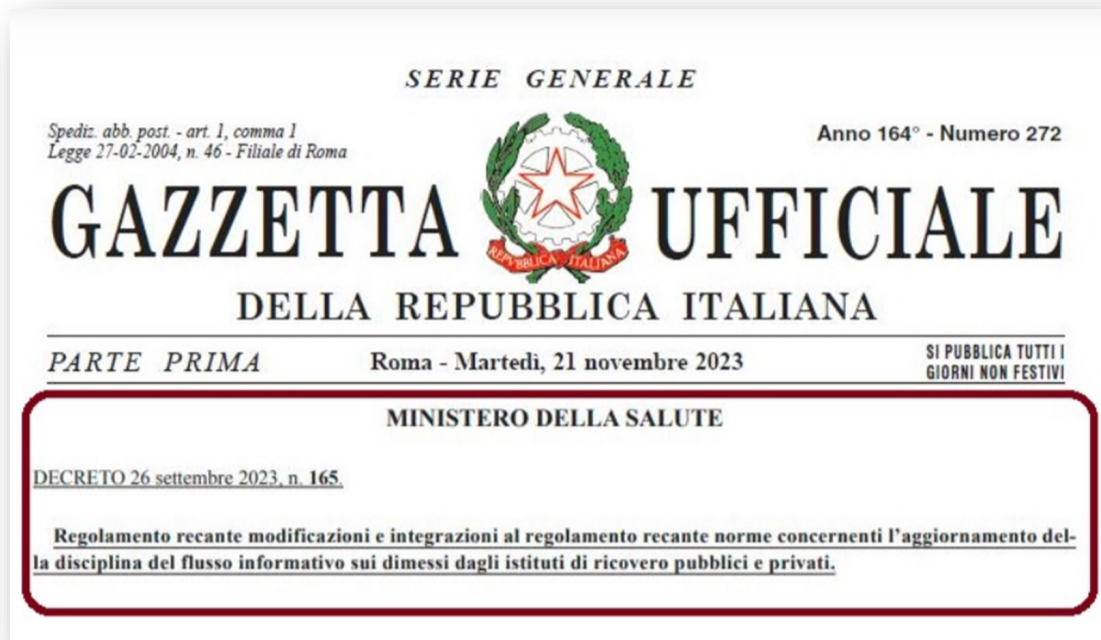 SERIE GENERALE
Spediz. abb. post. - art. 1, comma 1
Legge 27-02-2004, n. 46 - Filiale di Roma
Anno 164° - Numero 272
GAZZETTA UFFICIALE
REPVBBLICA ITALIANA
DELLA REPUBBLICA ITALIANA
PARTE PRIMA
Roma - Martedì, 21 novembre 2023
SI PUBBLICA TUTTI I
GIORNI NON FESTIVI
MINISTERO DELLA SALUTE
DECRETO 26 settembre 2023, n. 165.
Regolamento recante modificazioni e integrazioni al regolamento recante norme concernenti l’aggiornamento del-
la disciplina del flusso informativo sui dimessi dagli istituti di ricovero pubblici e privati.